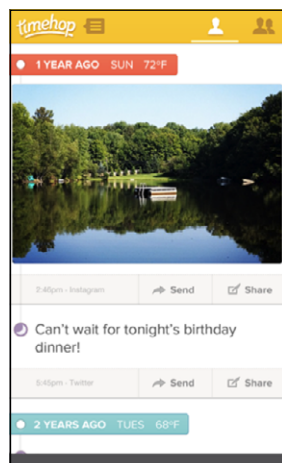 timehop
1 YEAR AGO SUN 72°F
2:46pm - Instagram Send Share
Can't wait for tonight's birthday
dinner!
5:45pm - Twitter Send Share
2 YEARS AGO TUES 68°F